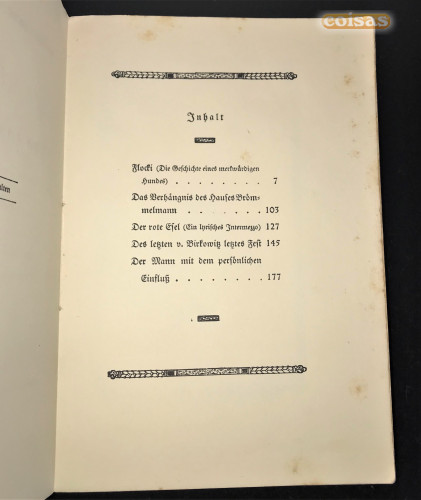 coisas
Inhalt
Flocki (Die Geschichte eines merkwürdigen
Hundes) . . . . . . . . 7
Das Verhängnis des Hauses Bröm-
melmann . . . . . . . . 103
Der rote Esel (Ein lyrisches Intermezzo) 127
Des letzten v. Birkowitz letztes Fest 145
Der Mann mit dem persönlichen
Einfluß . . . . . . . . 177